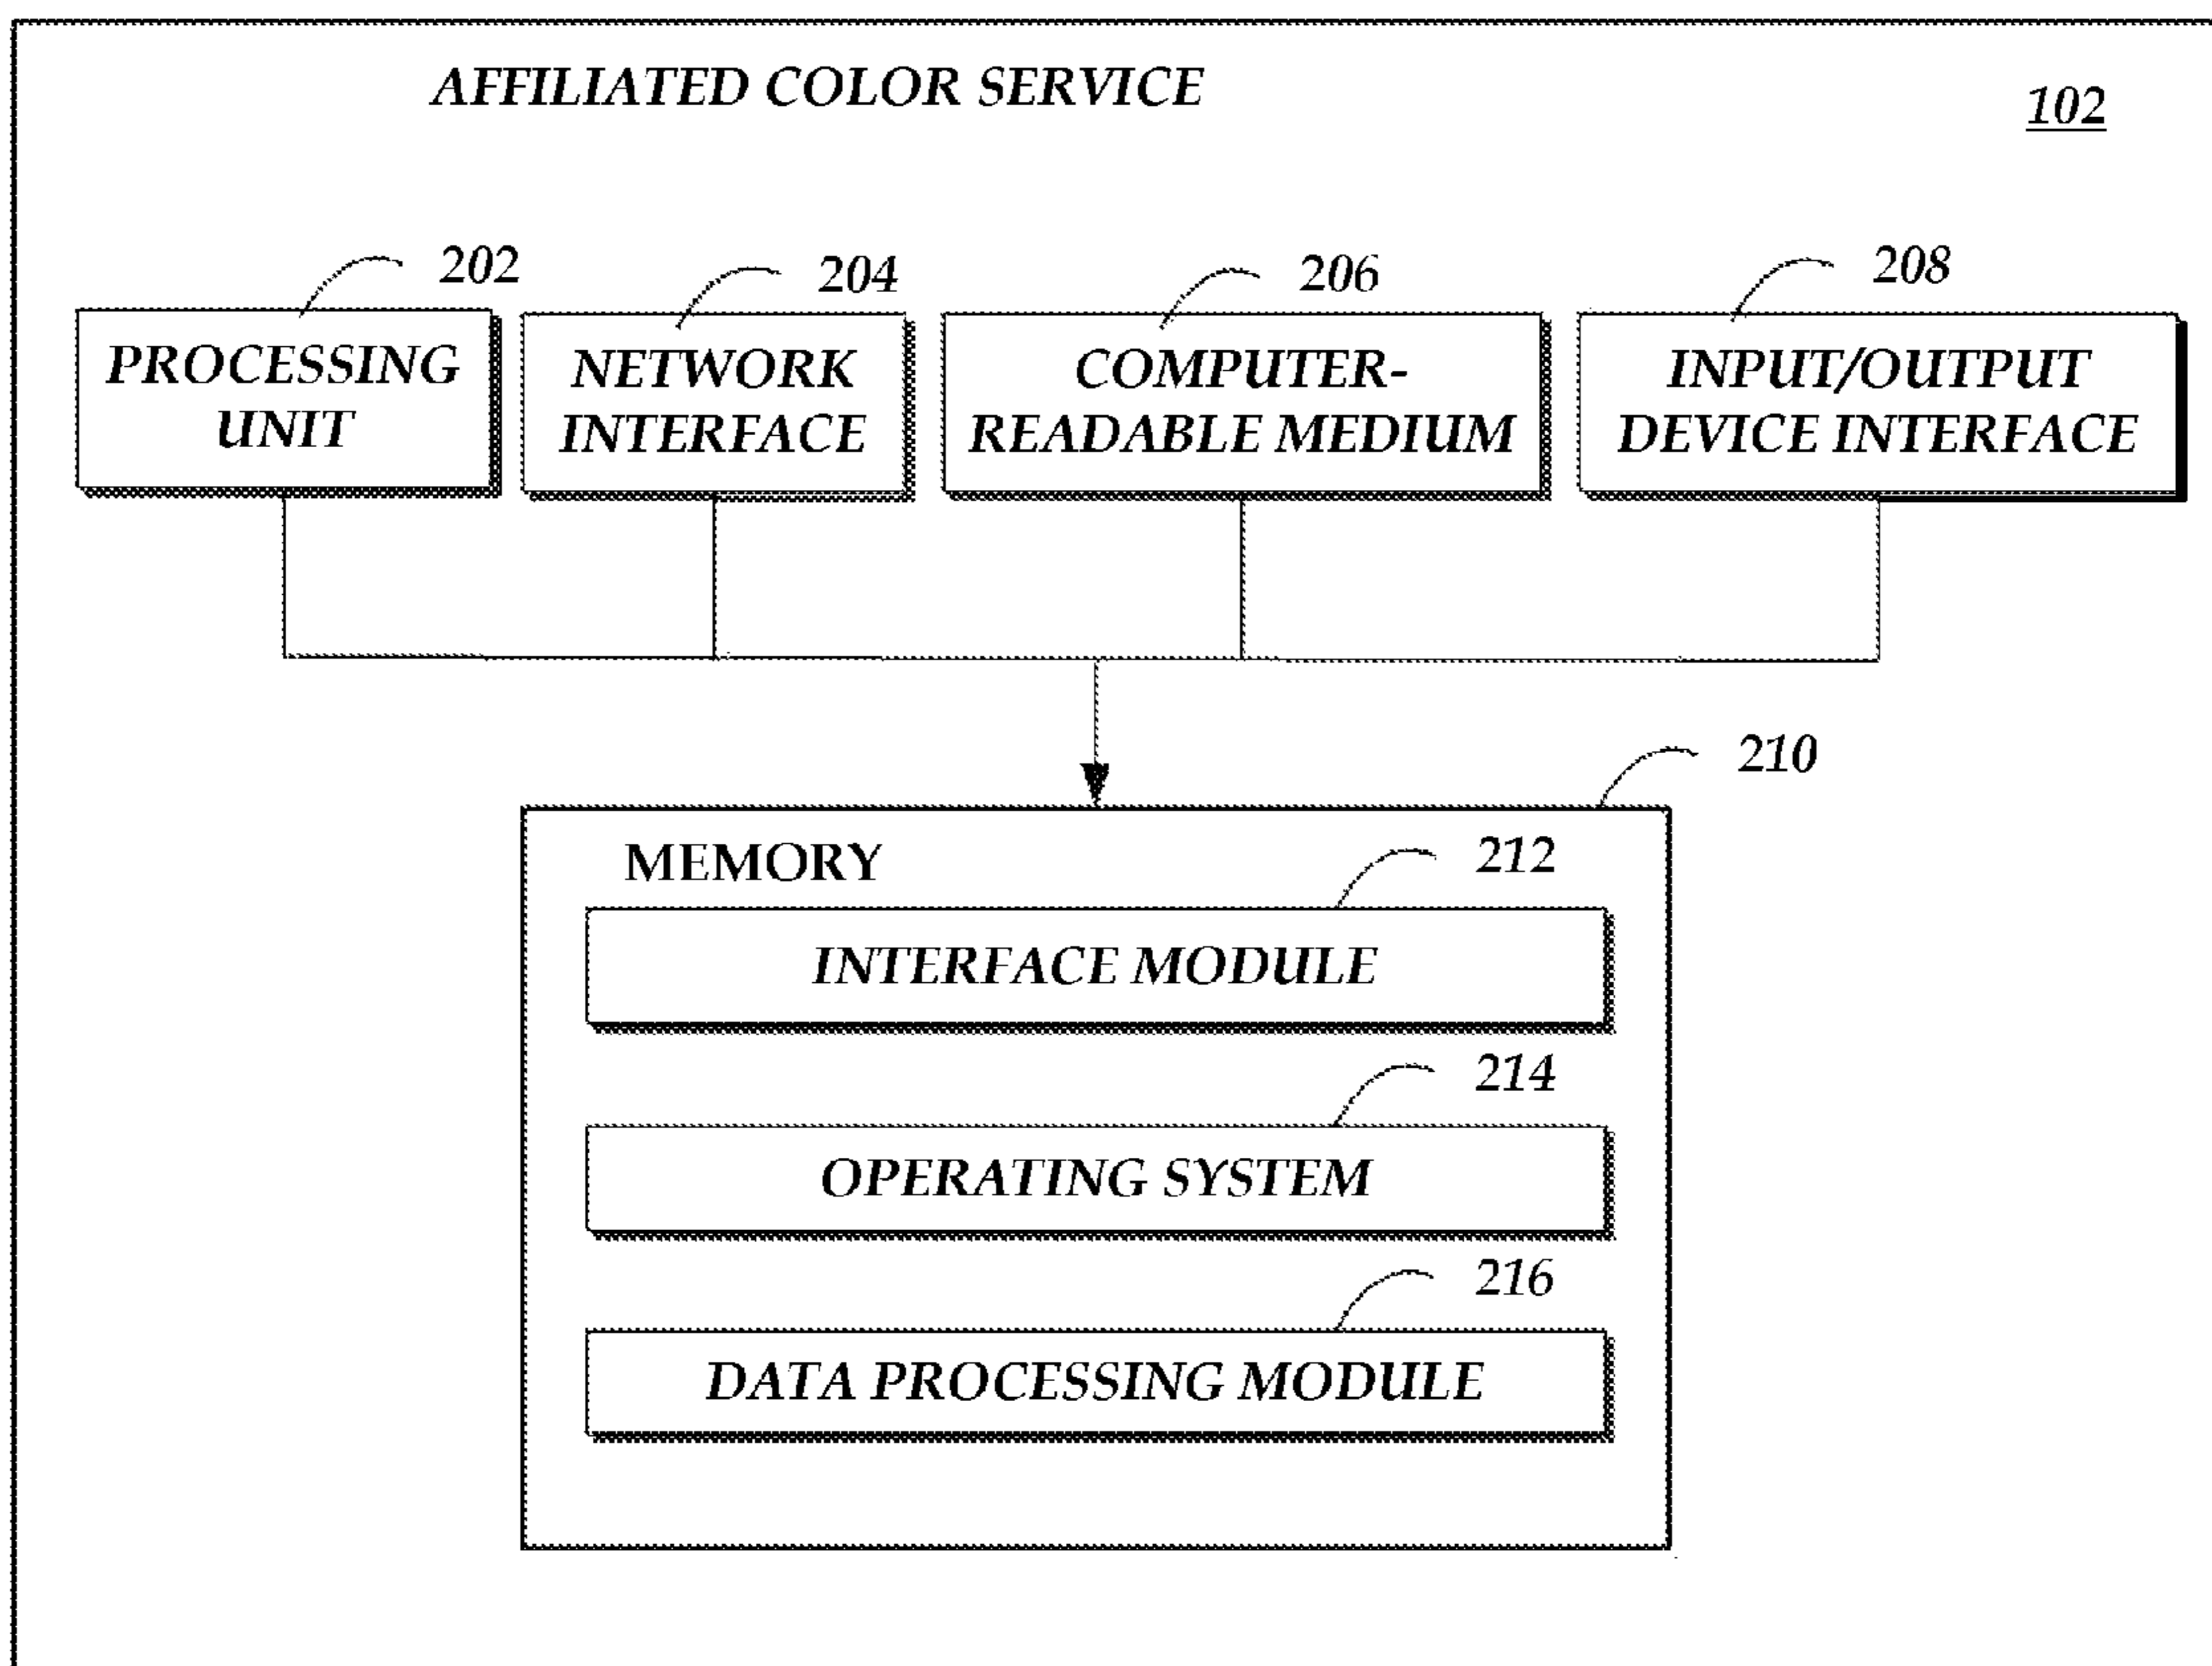 AFFILIATED COLOR SERVICE
102
202
204
206
208
PROCESSING
UNIT
NETWORK
INTERFACE
COMPUTER-
READABLE MEDIUM
INPUT/OUTPUT
DEVICE INTERFACE
210
MEMORY
212
INTERFACE MODULE
214
OPERATING SYSTEM
216
DATA PROCESSING MODULE